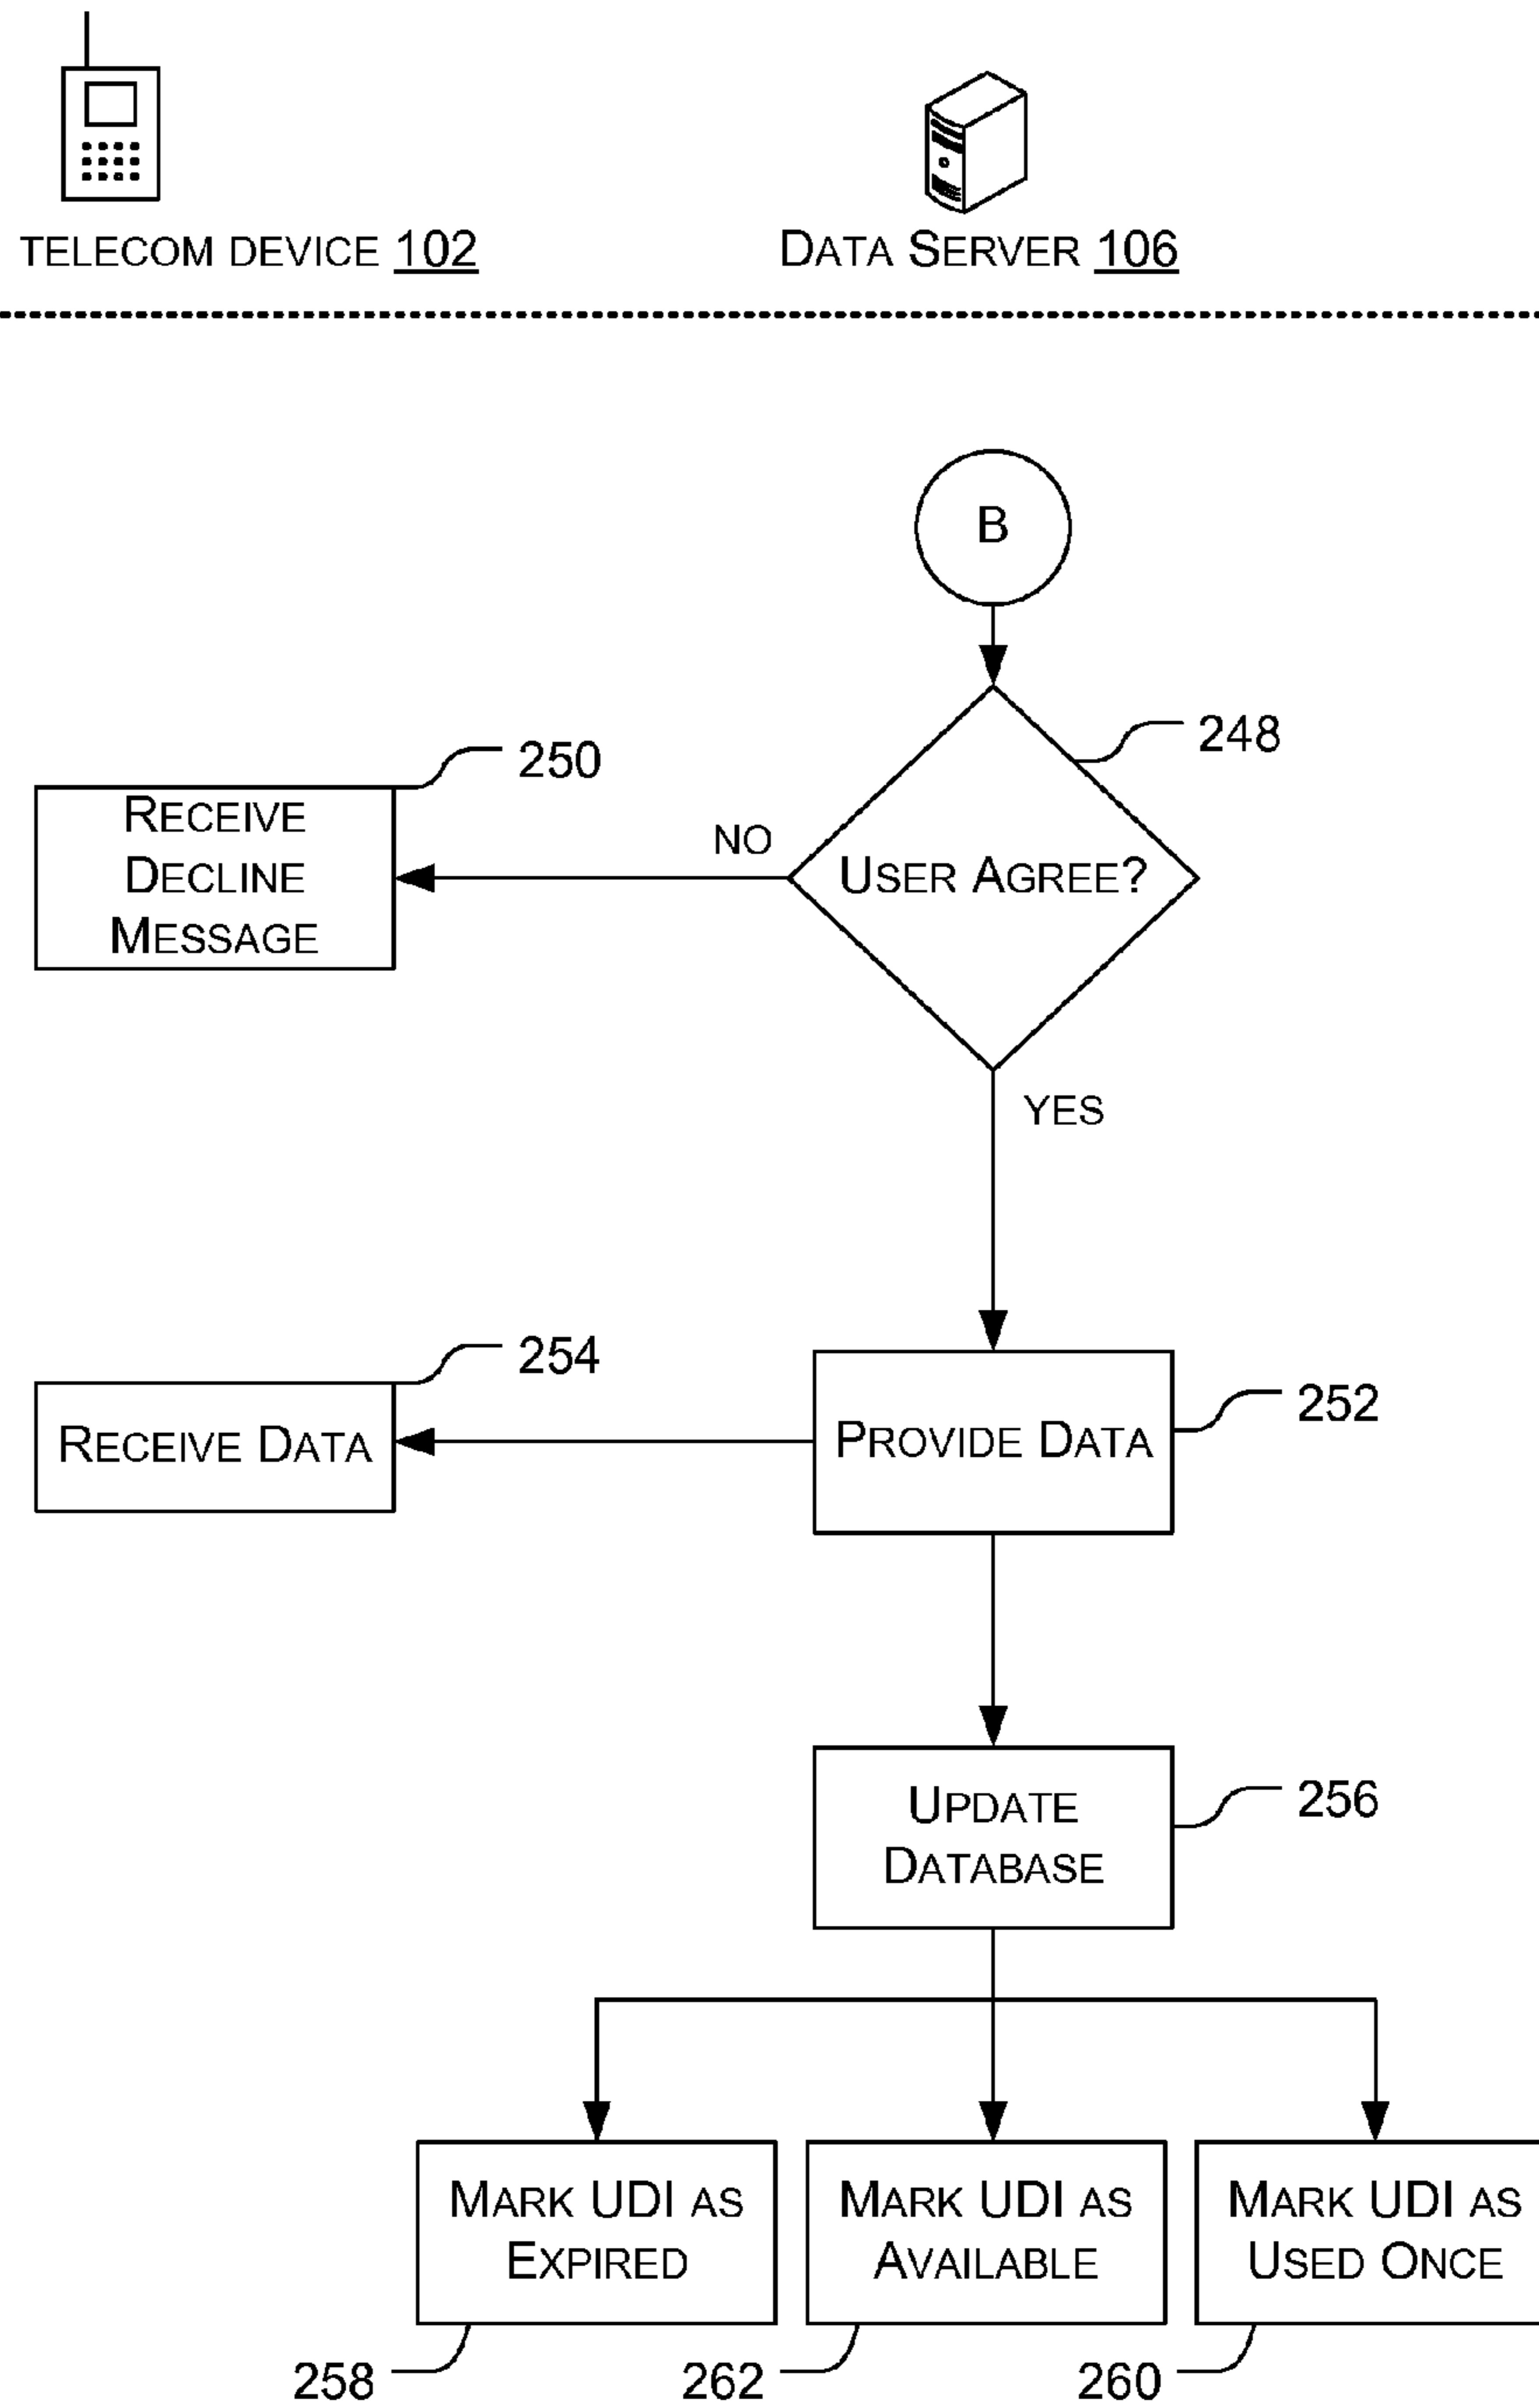 TELECOM DEVICE 102
DATA SERVER 106
B
248
250
RECEIVE
DECLINE
MESSAGE
NO
USER AGREE?
YES
254
RECEIVE DATA
PROVIDE DATA
252
UPDATE
DATABASE
256
MARK UDI AS
EXPIRED
MARK UDI AS
AVAILABLE
MARK UDI AS
USED ONCE
258
262
260